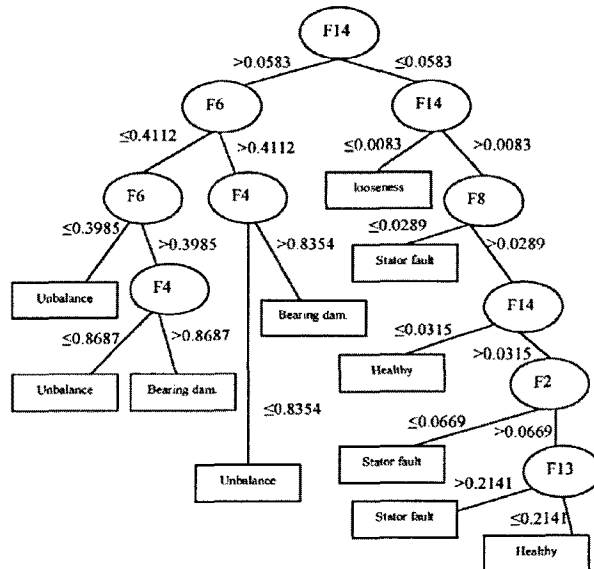 F14
>0.0583
≤0.0583
F6
F14
≤0.4112
>0.4112
≤0.0083
>0.0083
looseness
F6
F4
F8
≤0.3985
>0.3985
>0.8354
≤0.0289
>0.0289
Stator fault
Unbalance
F4
Bearing dam.
F14
≤0.8687
>0.8687
≤0.0315
>0.0315
Healthy
Unbalance
Bearing dam.
F2
≤0.8354
≤0.0669
>0.0669
Stator fault
Unbalance
F13
>0.2141
≤0.2141
Stator fault
Healthy